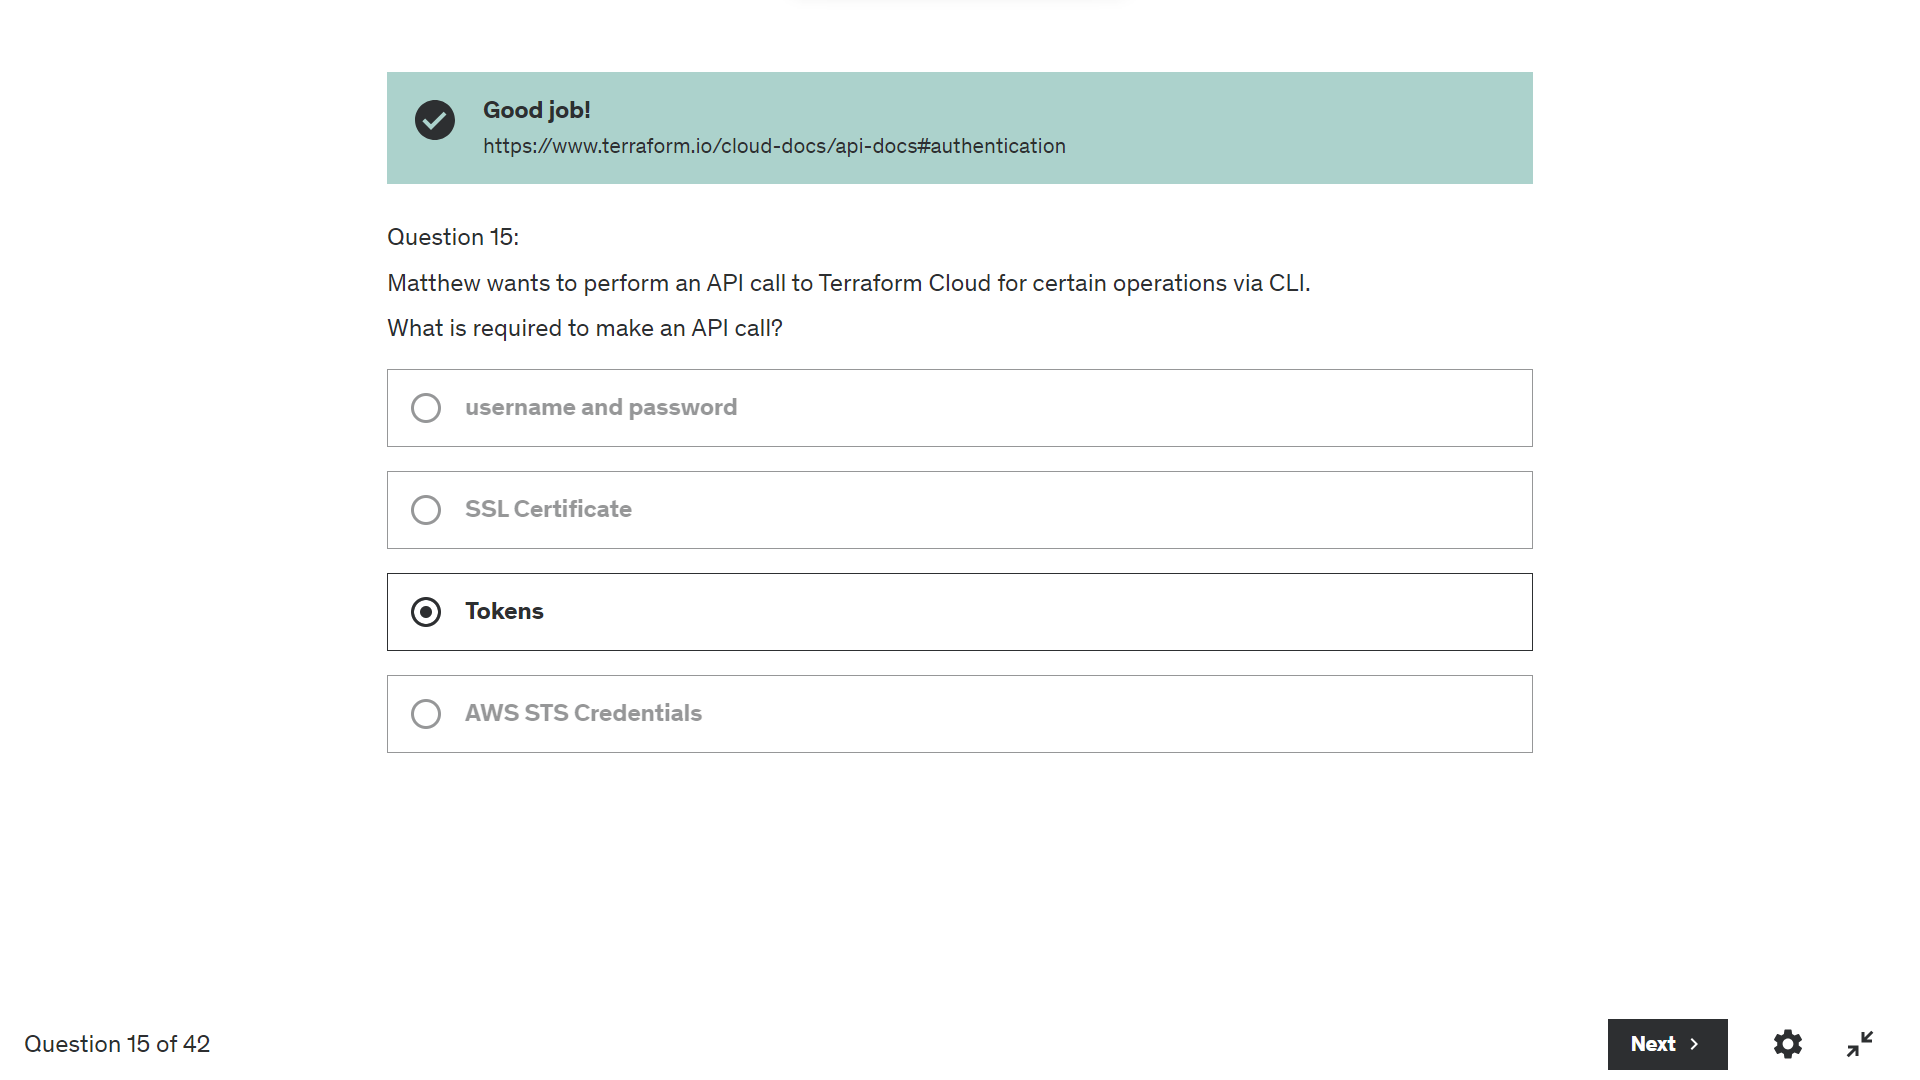 Good job!
https://www.terraform.io/cloud-docs/api-docs#authentication
Question 15:
Matthew wants to perform an API call to Terraform Cloud for certain operations via CLI.
What is required to make an API call?
username and password
SSL Certificate
Tokens
AWS STS Credentials
Question 15 of 42
Next